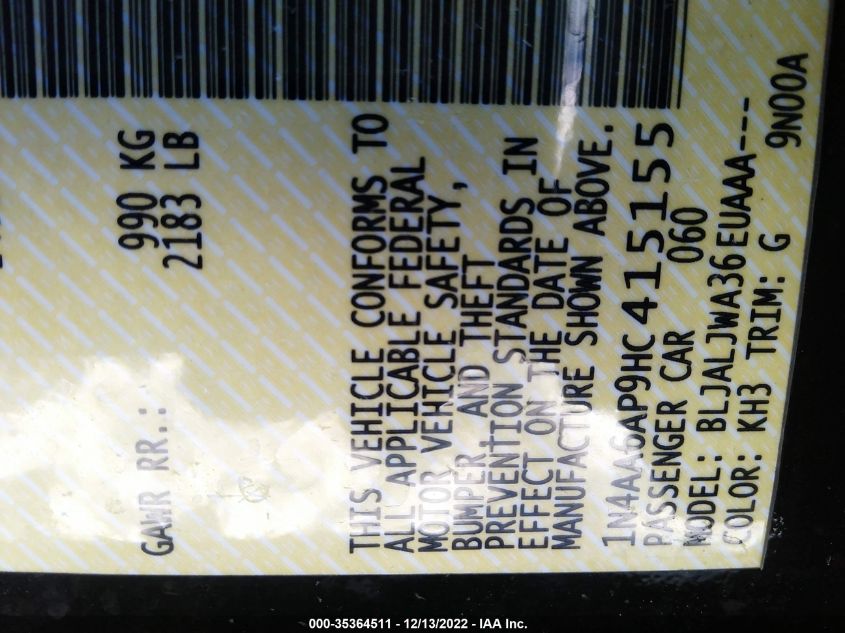 GAWR RR.: 990 KG
2183 LB
THIS VEHICLE CONFORMS TO
ALL APPLICABLE FEDERAL
MOTOR VEHICLE SAFETY,
BUMPER AND THEFT
PREVENTION STANDARDS IN
EFFECT ON THE DATE OF
MANUFACTURE SHOWN ABOVE.
1N4AA6AP9HC415155
PASSENGER CAR 060
MODEL: BLJALJWA36EUAAA---
COLOR: KH3 TRIM: G 9N00A
000-35364511 - 12/13/2022 - IAA Inc.